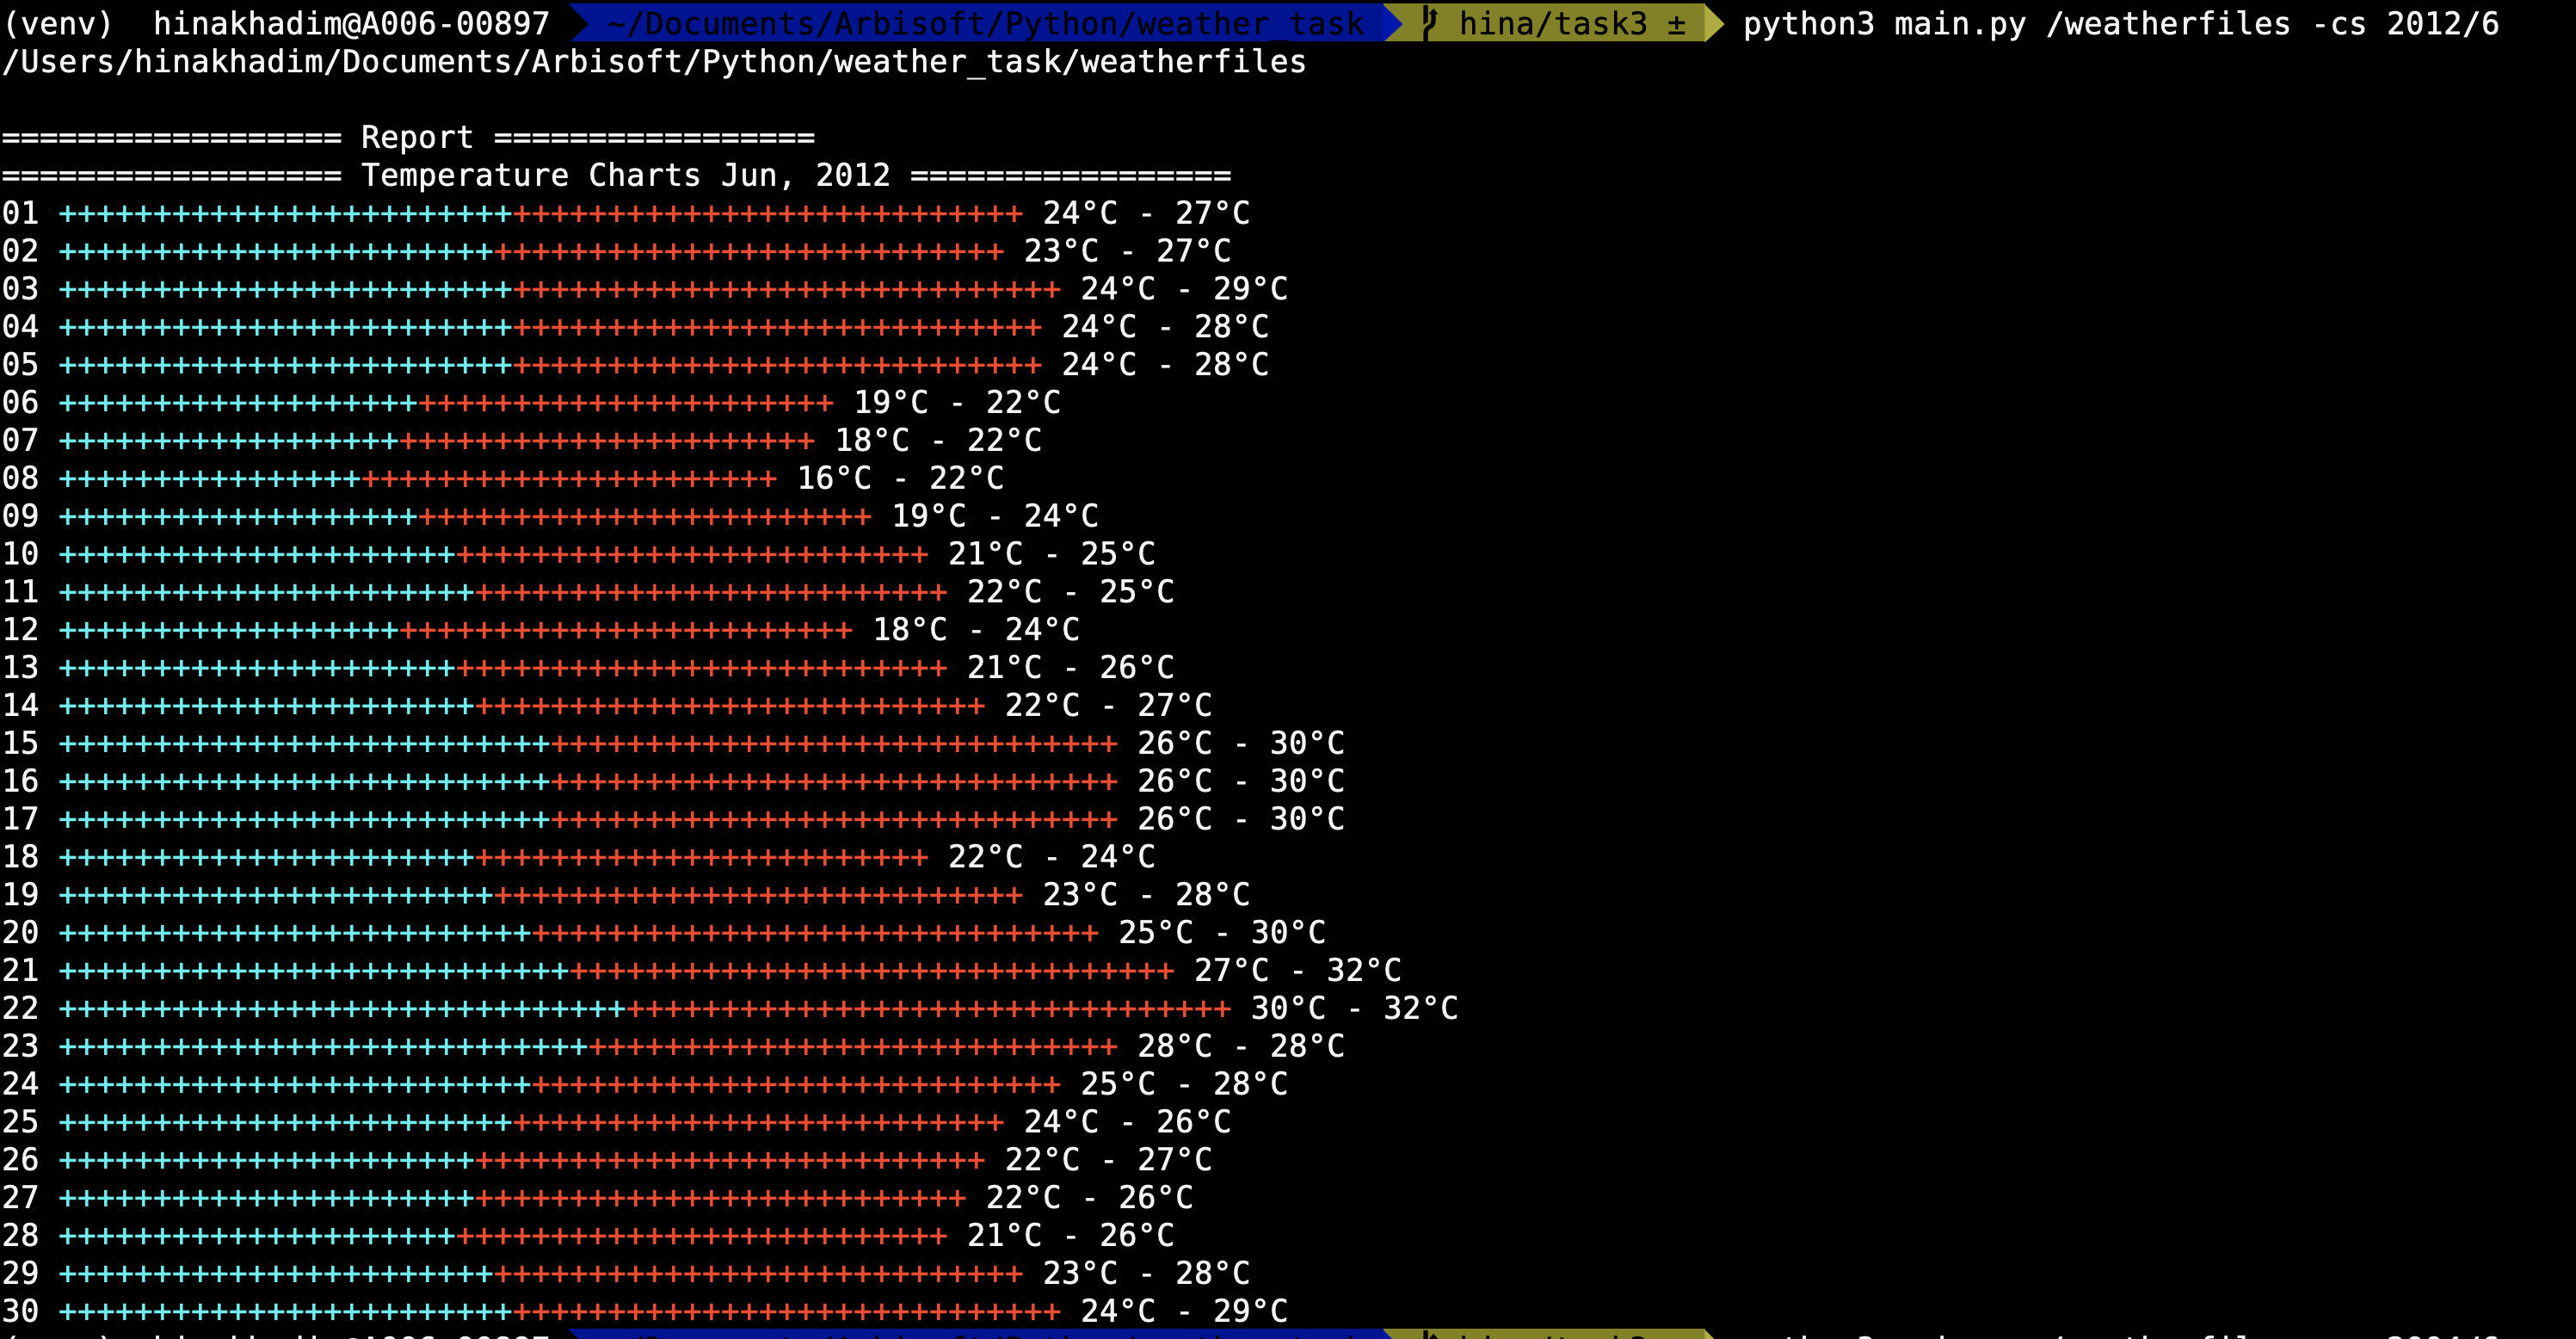 (venv) hinakhadim@A006-00897 ~/Documents/Arbisoft/Python/weather_task hina/task3 ± python3 main.py /weatherfiles -cs 2012/6
/Users/hinakhadim/Documents/Arbisoft/Python/weather_task/weatherfiles
================== Report =================
================== Temperature Charts Jun, 2012 =================
01 +++++++++++++++++++++++++++++++++++++++++++++++++++ 24°C - 27°C
02 ++++++++++++++++++++++++++++++++++++++++++++++++++ 23°C - 27°C
03 +++++++++++++++++++++++++++++++++++++++++++++++++++++ 24°C - 29°C
04 ++++++++++++++++++++++++++++++++++++++++++++++++++++ 24°C - 28°C
05 ++++++++++++++++++++++++++++++++++++++++++++++++++++ 24°C - 28°C
06 +++++++++++++++++++++++++++++++++++++++++ 19°C - 22°C
07 ++++++++++++++++++++++++++++++++++++++++ 18°C - 22°C
08 ++++++++++++++++++++++++++++++++++++++ 16°C - 22°C
09 +++++++++++++++++++++++++++++++++++++++++++ 19°C - 24°C
10 ++++++++++++++++++++++++++++++++++++++++++++++ 21°C - 25°C
11 +++++++++++++++++++++++++++++++++++++++++++++++ 22°C - 25°C
12 ++++++++++++++++++++++++++++++++++++++++++ 18°C - 24°C
13 +++++++++++++++++++++++++++++++++++++++++++++++ 21°C - 26°C
14 +++++++++++++++++++++++++++++++++++++++++++++++++ 22°C - 27°C
15 ++++++++++++++++++++++++++++++++++++++++++++++++++++++++ 26°C - 30°C
16 ++++++++++++++++++++++++++++++++++++++++++++++++++++++++ 26°C - 30°C
17 ++++++++++++++++++++++++++++++++++++++++++++++++++++++++ 26°C - 30°C
18 ++++++++++++++++++++++++++++++++++++++++++++++ 22°C - 24°C
19 +++++++++++++++++++++++++++++++++++++++++++++++++++ 23°C - 28°C
20 +++++++++++++++++++++++++++++++++++++++++++++++++++++++ 25°C - 30°C
21 +++++++++++++++++++++++++++++++++++++++++++++++++++++++++++ 27°C - 32°C
22 ++++++++++++++++++++++++++++++++++++++++++++++++++++++++++++++ 30°C - 32°C
23 ++++++++++++++++++++++++++++++++++++++++++++++++++++++++ 28°C - 28°C
24 +++++++++++++++++++++++++++++++++++++++++++++++++++++ 25°C - 28°C
25 ++++++++++++++++++++++++++++++++++++++++++++++++++ 24°C - 26°C
26 +++++++++++++++++++++++++++++++++++++++++++++++++ 22°C - 27°C
27 ++++++++++++++++++++++++++++++++++++++++++++++++ 22°C - 26°C
28 +++++++++++++++++++++++++++++++++++++++++++++++ 21°C - 26°C
29 +++++++++++++++++++++++++++++++++++++++++++++++++++ 23°C - 28°C
30 +++++++++++++++++++++++++++++++++++++++++++++++++++++ 24°C - 29°C